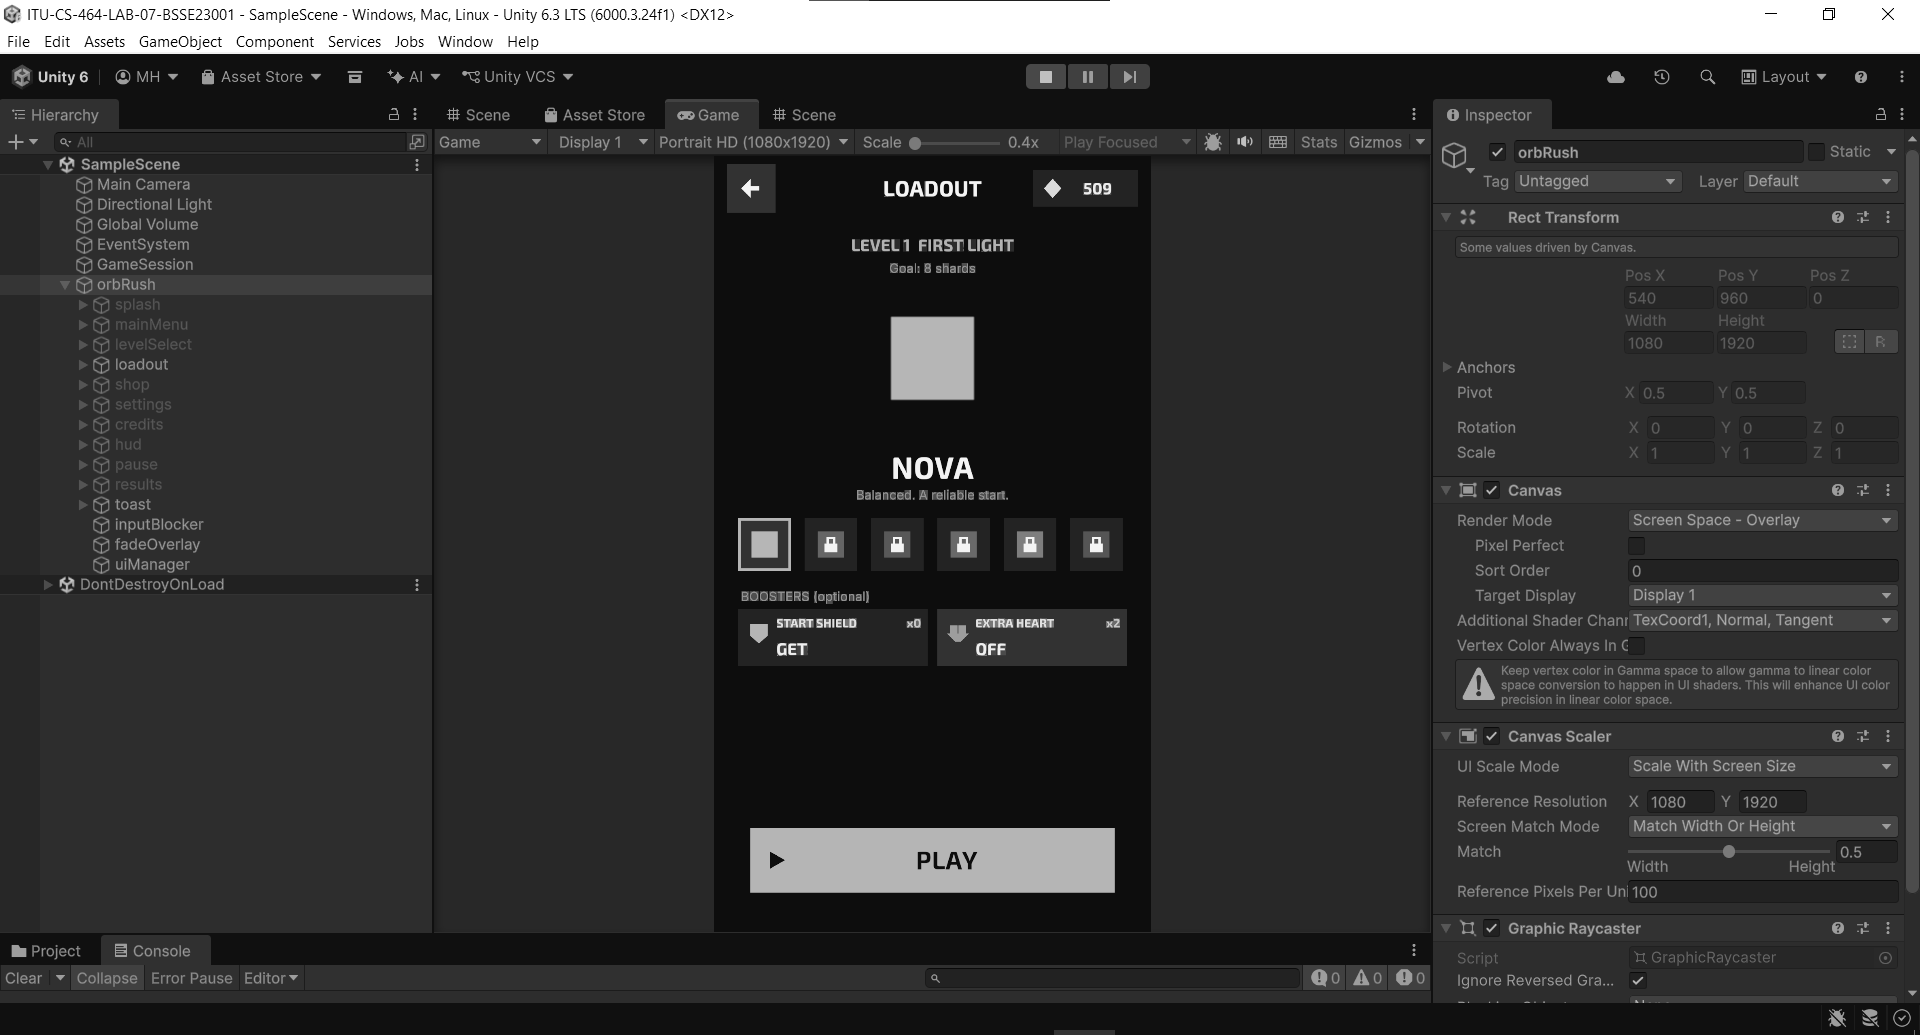 ITU-CS-464-LAB-07-BSSE23001 - SampleScene - Windows, Mac, Linux - Unity 6.3 LTS (6000.3.24f1) <DX12>
File Edit Assets GameObject Component Services Jobs Window Help
Unity 6 MH Asset Store AI Unity VCS Layout
Hierarchy
All
SampleScene
Main Camera
Directional Light
Global Volume
EventSystem
GameSession
orbRush
splash
mainMenu
levelSelect
loadout
shop
settings
credits
hud
pause
results
toast
inputBlocker
fadeOverlay
uiManager
DontDestroyOnLoad
Scene Asset Store Game Scene
Game Display 1 Portrait HD (1080x1920) Scale 0.4x Play Focused Stats Gizmos
LOADOUT 509
LEVEL 1 FIRST LIGHT
Goal: 8 shards
NOVA
Balanced. A reliable start.
BOOSTERS (optional)
START SHIELD x0
GET
EXTRA HEART x2
OFF
PLAY
Inspector
orbRush Static
Tag Untagged Layer Default
Rect Transform
Some values driven by Canvas.
Pos X Pos Y Pos Z
540 960 0
Width Height
1080 1920 R
Anchors
Pivot X 0.5 Y 0.5
Rotation X 0 Y 0 Z 0
Scale X 1 Y 1 Z 1
Canvas
Render Mode Screen Space - Overlay
Pixel Perfect
Sort Order 0
Target Display Display 1
Additional Shader Chann TexCoord1, Normal, Tangent
Vertex Color Always In G
Keep vertex color in Gamma space to allow gamma to linear color
space conversion to happen in UI shaders. This will enhance UI color
precision in linear color space.
Canvas Scaler
UI Scale Mode Scale With Screen Size
Reference Resolution X 1080 Y 1920
Screen Match Mode Match Width Or Height
Match 0.5
Width Height
Reference Pixels Per Uni 100
Graphic Raycaster
Script GraphicRaycaster
Ignore Reversed Gra...
Project Console
Clear Collapse Error Pause Editor 0 0 0